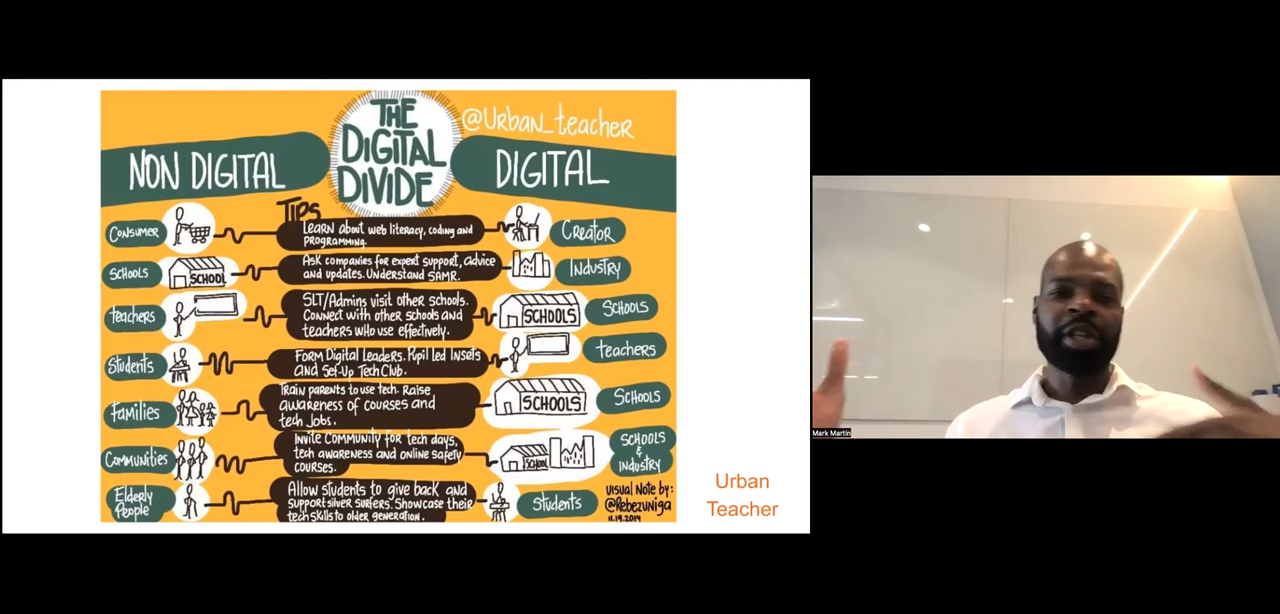 THE
DIGITAL
DIVIDE
@Urban_teacher
NON DIGITAL
DIGITAL
TIPS
CONSUMER
LEARN ABOUT WEB LITERACY, CODING AND
PROGRAMMING.
CREATOR
SCHOOLS
SCHOOL
ASK COMPANIES FOR EXPERT SUPPORT, ADVICE
AND UPDATES. UNDERSTAND SAMR.
INDUSTRY
teachers
SLT/ADMINS VISIT OTHER SCHOOLS.
CONNECT WITH OTHER SCHOOLS AND
TEACHERS WHO USE EFFECTIVELY.
SCHOOLS
SCHOOLS
Students
FORM DIGITAL LEADERS. PUPIL LED INSETS
AND SET-UP TECH CLUB.
teachers
Families
TRAIN PARENTS TO USE TECH. RAISE
AWARENESS OF COURSES AND
TECH JOBS.
SCHOOLS
SCHOOLS
COMMUNITIES
INVITE COMMUNITY FOR TECH DAYS,
TECH AWARENESS AND ONLINE SAFETY
COURSES.
SCHOOL
SCHOOLS
&
INDUSTRY
Elderly
People
Allow students to give back and
support silver surfers. Showcase their
tech skills to older generation.
Students
Visual Note by:
@Rebezuniga
11.19.2014
Urban
Teacher
Mark Martin